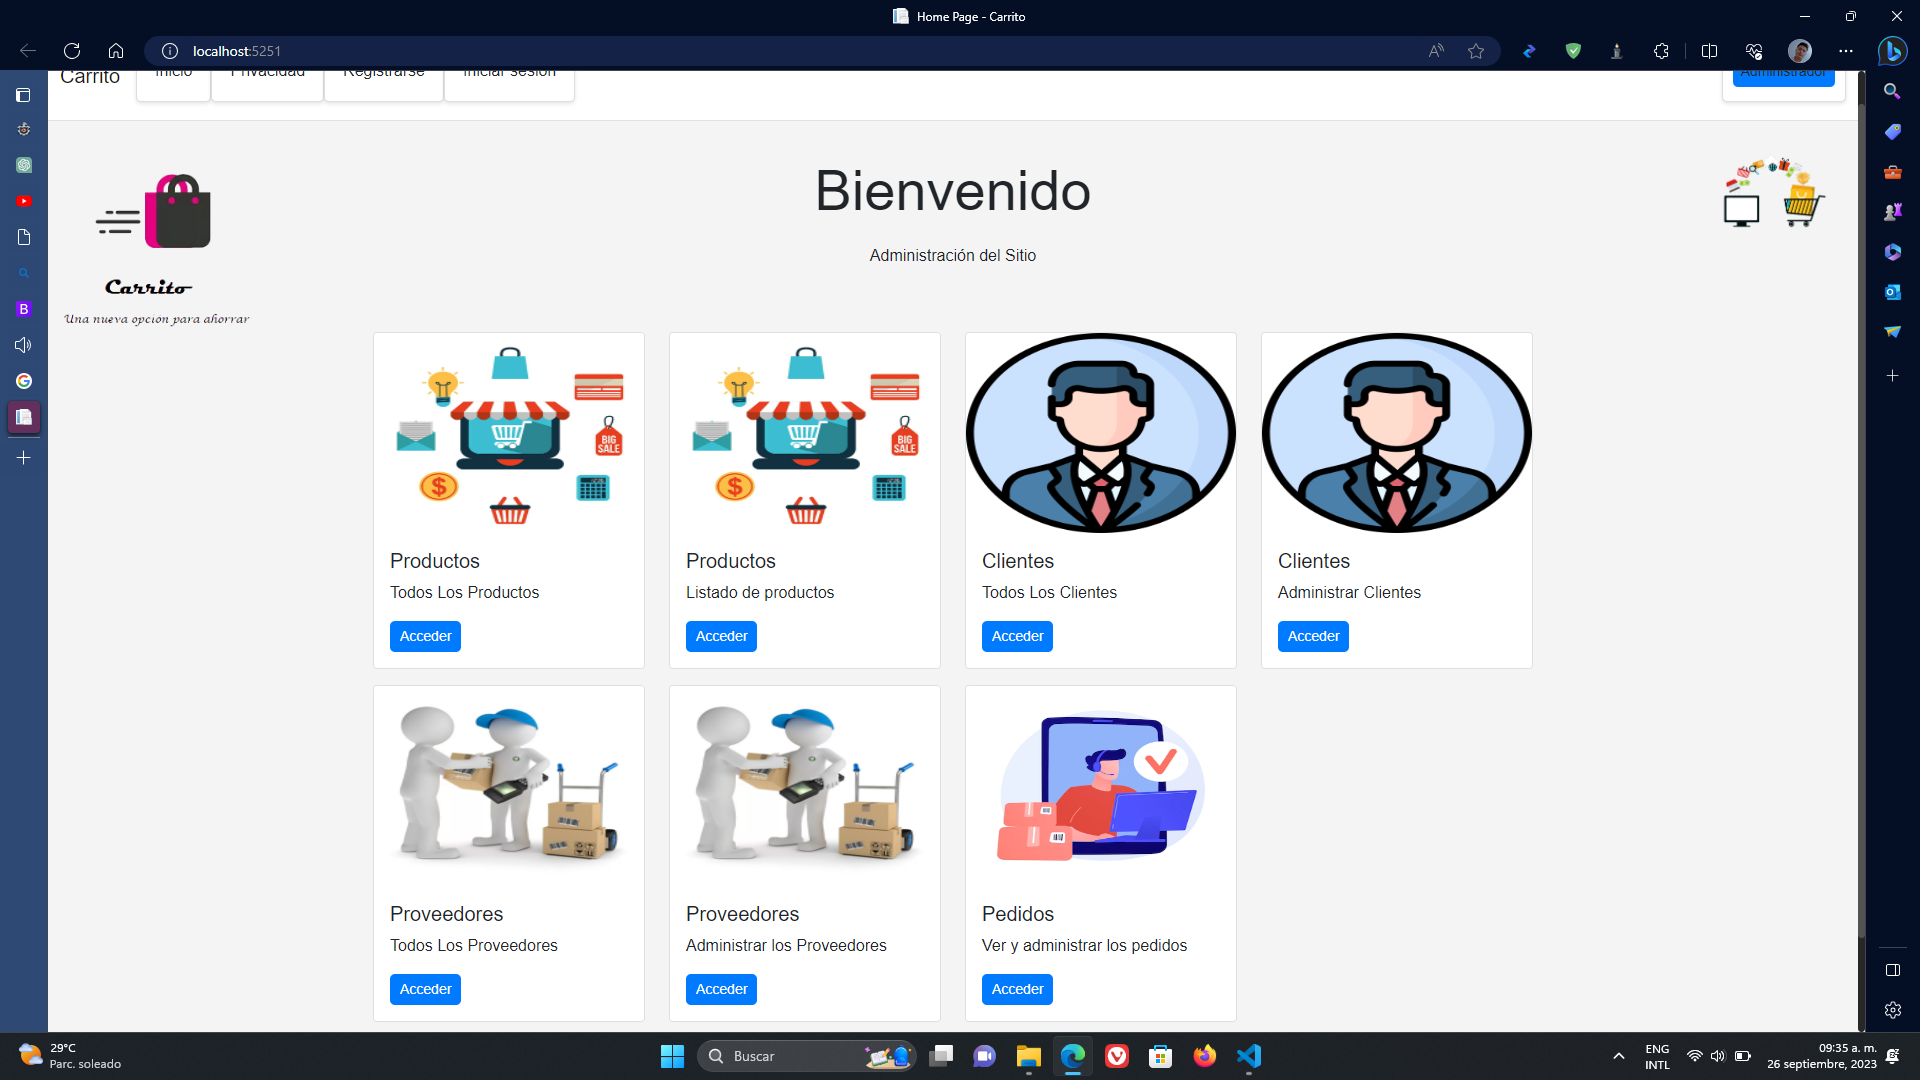 Home Page - Carrito
localhost:5251
Carrito
Inicio
Privacidad
Registrarse
Iniciar sesión
Administrador
Bienvenido
Administración del Sitio
Carrito
Una nueva opción para ahorrar
BIG
SALE
BIG
SALE
Productos
Todos Los Productos
Acceder
Productos
Listado de productos
Acceder
Clientes
Todos Los Clientes
Acceder
Clientes
Administrar Clientes
Acceder
Proveedores
Todos Los Proveedores
Acceder
Proveedores
Administrar los Proveedores
Acceder
Pedidos
Ver y administrar los pedidos
Acceder
29°C
Parc. soleado
Buscar
ENG
INTL
09:35 a. m.
26 septiembre, 2023